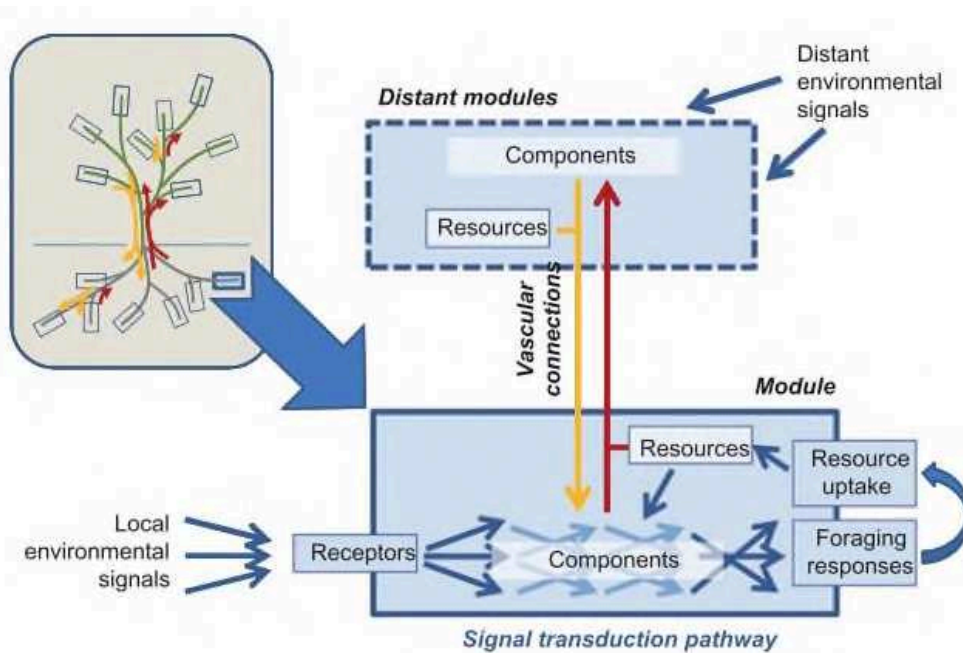 Distant
environmental
signals
Distant modules
Components
Resources
Vascular
connections
Module
Resources
Resource
uptake
Local
environmental
signals
Receptors
Components
Foraging
responses
Signal transduction pathway